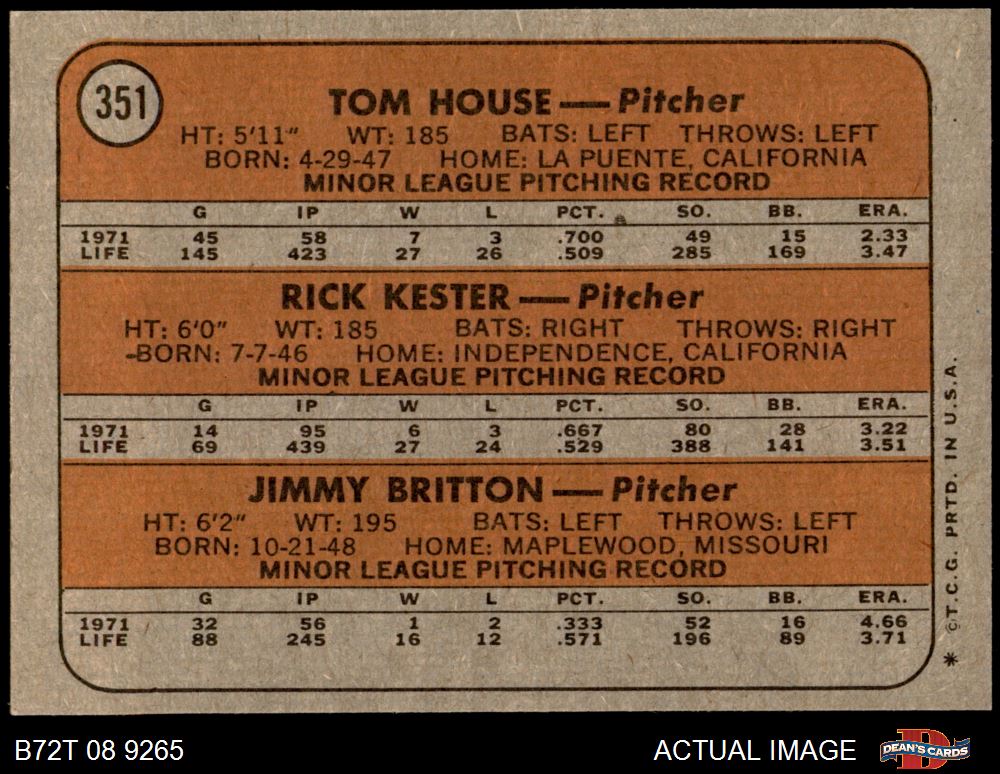 351
TOM HOUSE — Pitcher
HT: 5'11" WT: 185 BATS: LEFT THROWS: LEFT
BORN: 4-29-47 HOME: LA PUENTE, CALIFORNIA
MINOR LEAGUE PITCHING RECORD
G IP W L PCT. SO. BB. ERA.
1971 45 58 7 3 .700 49 15 2.33
LIFE 145 423 27 26 .509 285 169 3.47
RICK KESTER — Pitcher
HT: 6'0" WT: 185 BATS: RIGHT THROWS: RIGHT
BORN: 7-7-46 HOME: INDEPENDENCE, CALIFORNIA
MINOR LEAGUE PITCHING RECORD
G IP W L PCT. SO. BB. ERA.
1971 14 95 6 3 .667 80 28 3.22
LIFE 69 439 27 24 .529 388 141 3.51
JIMMY BRITTON — Pitcher
HT: 6'2" WT: 195 BATS: LEFT THROWS: LEFT
BORN: 10-21-48 HOME: MAPLEWOOD, MISSOURI
MINOR LEAGUE PITCHING RECORD
G IP W L PCT. SO. BB. ERA.
1971 32 56 1 2 .333 52 16 4.66
LIFE 88 245 16 12 .571 196 89 3.71
* ©T.C.G. PRTD. IN U.S.A.
B72T 08 9265 ACTUAL IMAGE DEAN'S CARDS